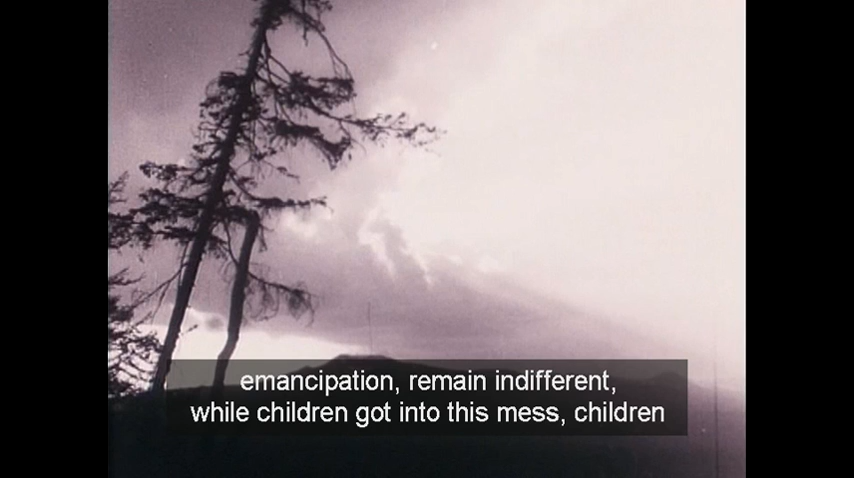 emancipation, remain indifferent,
while children got into this mess, children